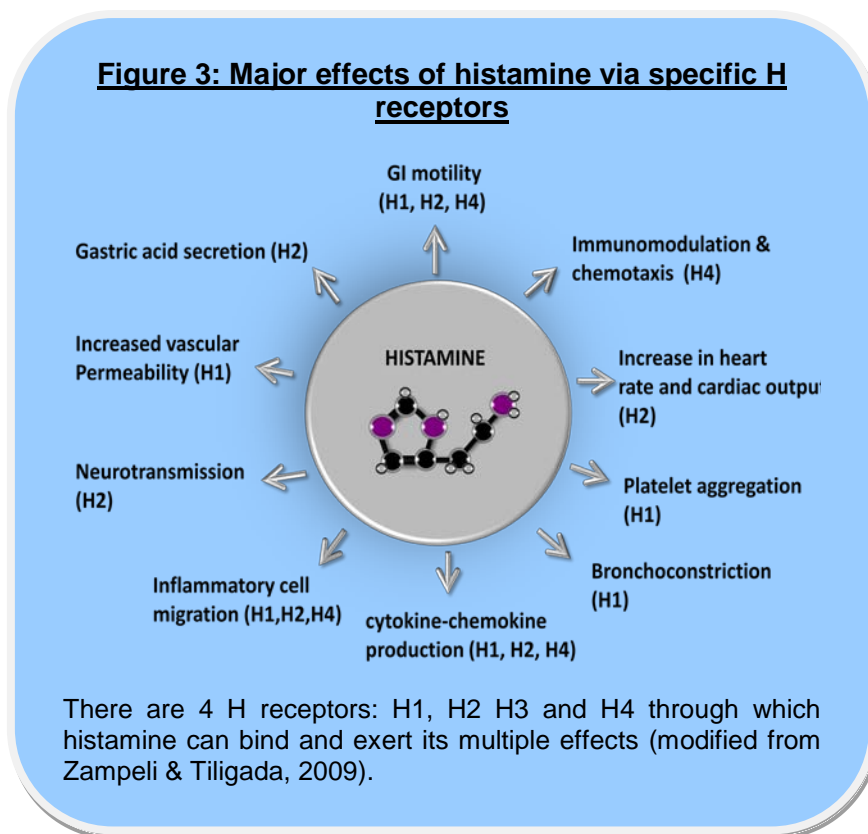 Figure 3: Major effects of histamine via specific H
receptors
GI motility
(H1, H2, H4)
Gastric acid secretion (H2)
Immunomodulation &
chemotaxis (H4)
Increased vascular
Permeability (H1)
HISTAMINE
Increase in heart
rate and cardiac output
(H2)
Neurotransmission
(H2)
Platelet aggregation
(H1)
Inflammatory cell
migration (H1,H2,H4)
cytokine-chemokine
production (H1, H2, H4)
Bronchoconstriction
(H1)
There are 4 H receptors: H1, H2 H3 and H4 through which
histamine can bind and exert its multiple effects (modified from
Zampeli & Tiligada, 2009).